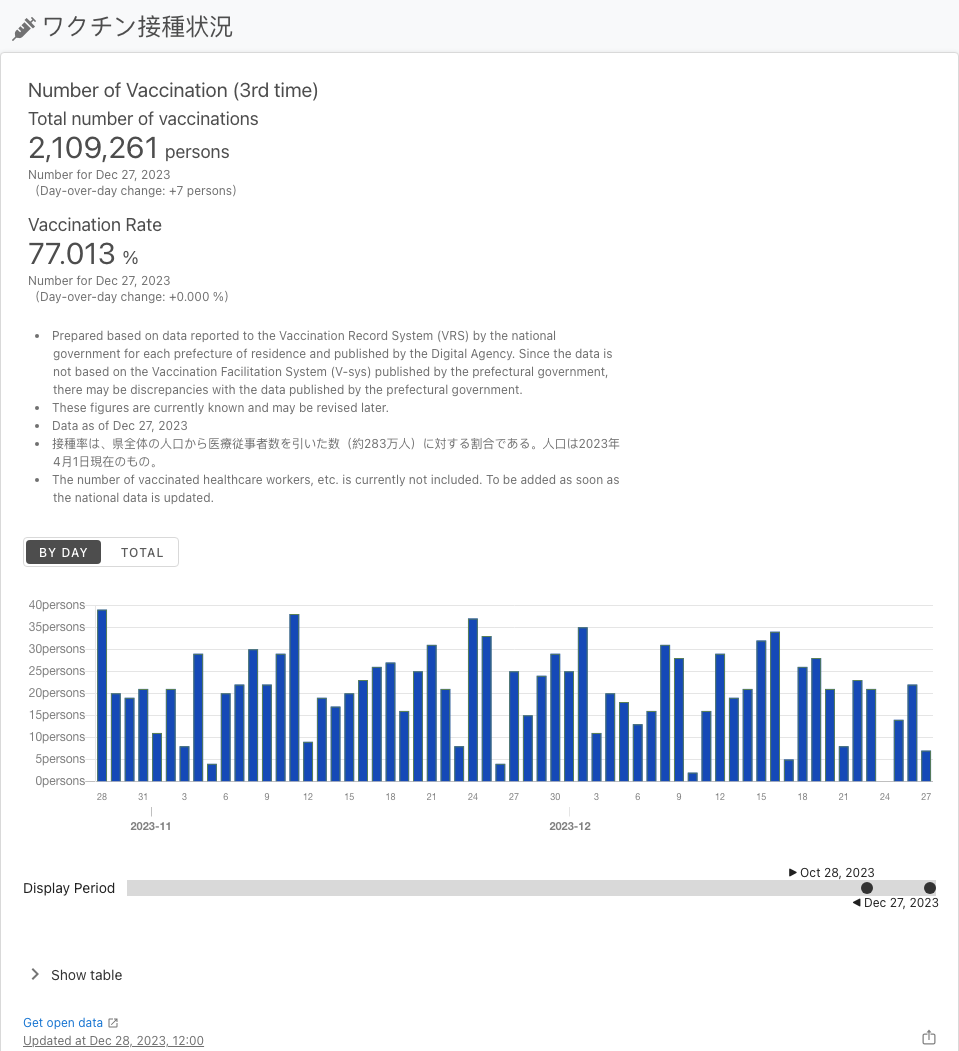 ワクチン接種状況
Number of Vaccination (3rd time)
Total number of vaccinations
2,109,261 persons
Number for Dec 27, 2023
(Day-over-day change: +7 persons)
Vaccination Rate
77.013 %
Number for Dec 27, 2023
(Day-over-day change: +0.000 %)
• Prepared based on data reported to the Vaccination Record System (VRS) by the national
government for each prefecture of residence and published by the Digital Agency. Since the data is
not based on the Vaccination Facilitation System (V-sys) published by the prefectural government,
there may be discrepancies with the data published by the prefectural government.
• These figures are currently known and may be revised later.
• Data as of Dec 27, 2023
• 接種率は、県全体の人口から医療従事者数を引いた数（約283万人）に対する割合である。人口は2023年
4月1日現在のもの。
• The number of vaccinated healthcare workers, etc. is currently not included. To be added as soon as
the national data is updated.
BY DAY TOTAL
40persons
35persons
30persons
25persons
20persons
15persons
10persons
5persons
0persons
28 31 3 6 9 12 15 18 21 24 27 30 3 6 9 12 15 18 21 24 27
2023-11 2023-12
Oct 28, 2023
Display Period
Dec 27, 2023
Show table
Get open data
Updated at Dec 28, 2023, 12:00